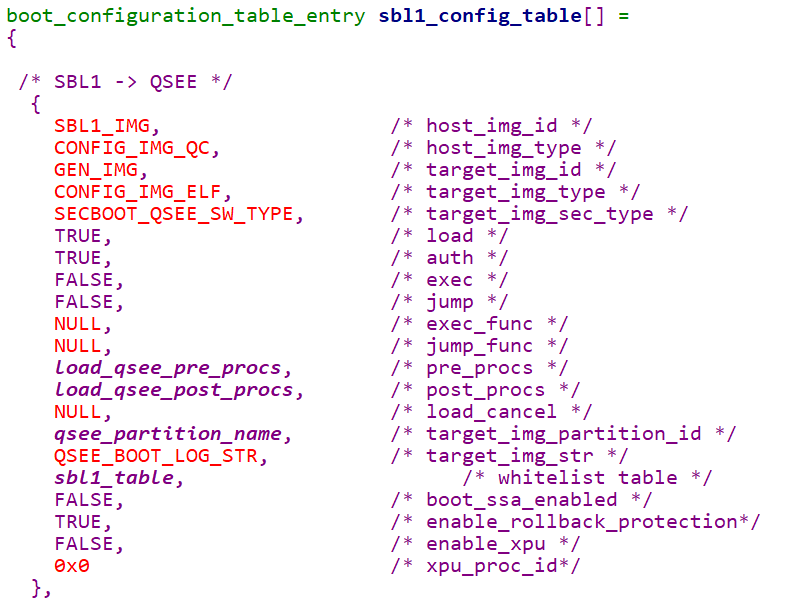 boot_configuration_table_entry sbl1_config_table[] =
{
/* SBL1 -> QSEE */
{
SBL1_IMG, /* host_img_id */
CONFIG_IMG_QC, /* host_img_type */
GEN_IMG, /* target_img_id */
CONFIG_IMG_ELF, /* target_img_type */
SECBOOT_QSEE_SW_TYPE, /* target_img_sec_type */
TRUE, /* load */
TRUE, /* auth */
FALSE, /* exec */
FALSE, /* jump */
NULL, /* exec_func */
NULL, /* jump_func */
load_qsee_pre_procs, /* pre_procs */
load_qsee_post_procs, /* post_procs */
NULL, /* load_cancel */
qsee_partition_name, /* target_img_partition_id */
QSEE_BOOT_LOG_STR, /* target_img_str */
sbl1_table, /* whitelist table */
FALSE, /* boot_ssa_enabled */
TRUE, /* enable_rollback_protection*/
FALSE, /* enable_xpu */
0x0 /* xpu_proc_id*/
},